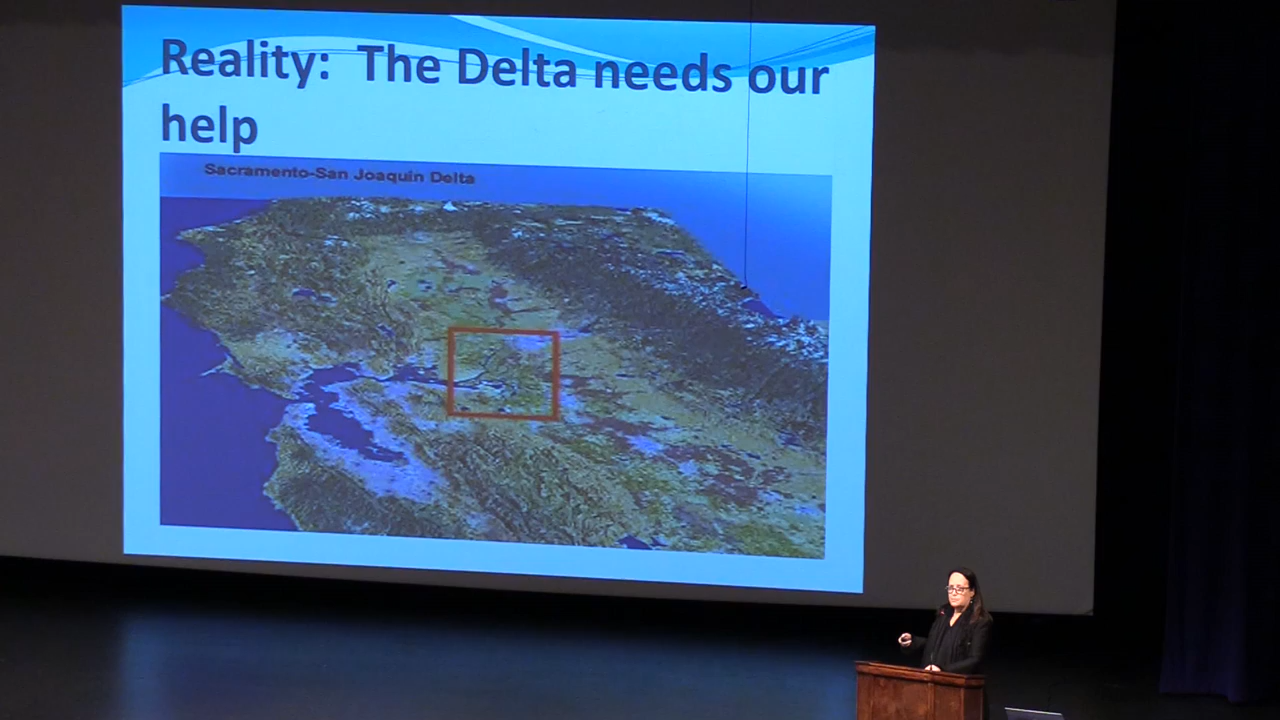 Reality: The Delta needs our
help
Sacramento-San Joaquin Delta